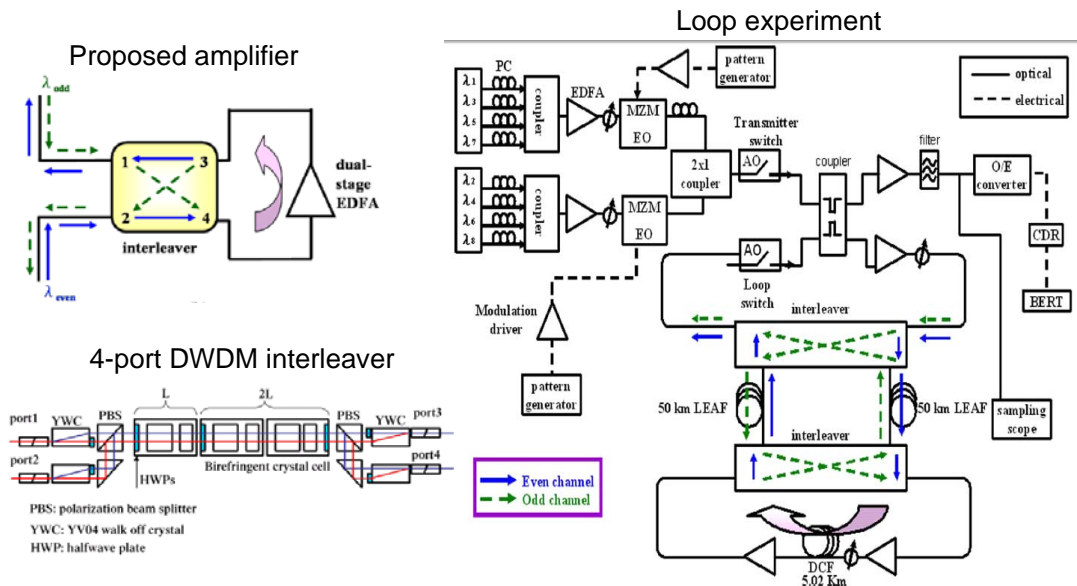 Proposed amplifier
λ odd
1
3
2
4
interleaver
dual-
stage
EDFA
λ even
4-port DWDM interleaver
port1
YWC
PBS
L
2L
PBS
YWC
port3
port2
port4
Birefringent crystal cell
HWPs
PBS: polarization beam splitter
YWC: YV04 walk off crystal
HWP: halfwave plate
Loop experiment
PC
λ1
λ3
λ5
λ7
coupler
EDFA
MZM
EO
pattern
generator
optical
electrical
Transmitter
switch
AO
2x1
coupler
coupler
filter
O/E
converter
λ2
λ4
λ6
λ8
coupler
MZM
EO
CDR
AO
Loop
switch
BERT
Modulation
driver
interleaver
pattern
generator
50 km LEAF
50 km LEAF
sampling
scope
interleaver
Even channel
Odd channel
DCF
5.02 Km